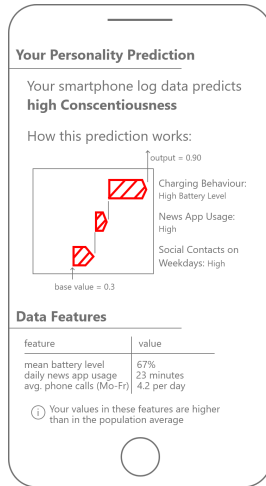 Your Personality Prediction
Your smartphone log data predicts
high Conscentiousness
How this prediction works:
output = 0.90
Charging Behaviour:
High Battery Level
News App Usage:
High
Social Contacts on
Weekdays: High
base value = 0.3
Data Features
feature value
mean battery level 67%
daily news app usage 23 minutes
avg. phone calls (Mo-Fr) 4.2 per day
i Your values in these features are higher
than in the population average